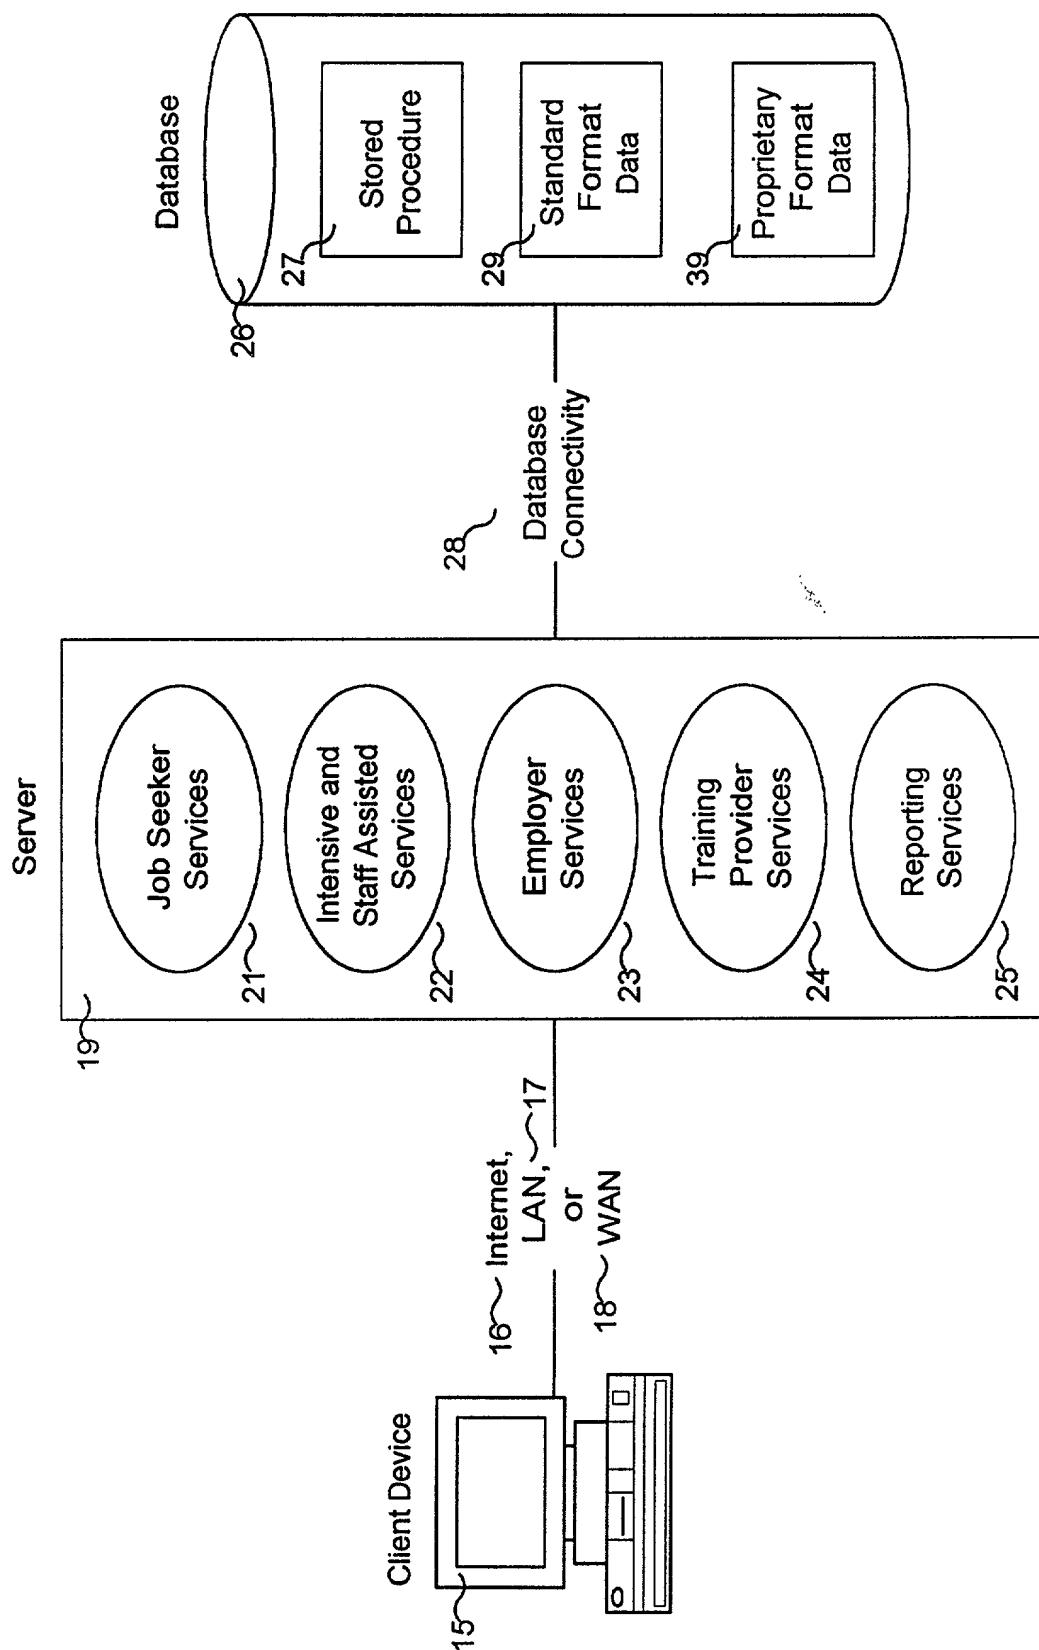 Client Device
15
16
Internet,
LAN,
17
or
18
WAN
Server
19
Job Seeker
Services
21
Intensive and
Staff Assisted
Services
22
Employer
Services
23
Training
Provider
Services
24
Reporting
Services
25
28
Database
Connectivity
Database
26
Stored
Procedure
27
Standard
Format
Data
29
Proprietary
Format
Data
39